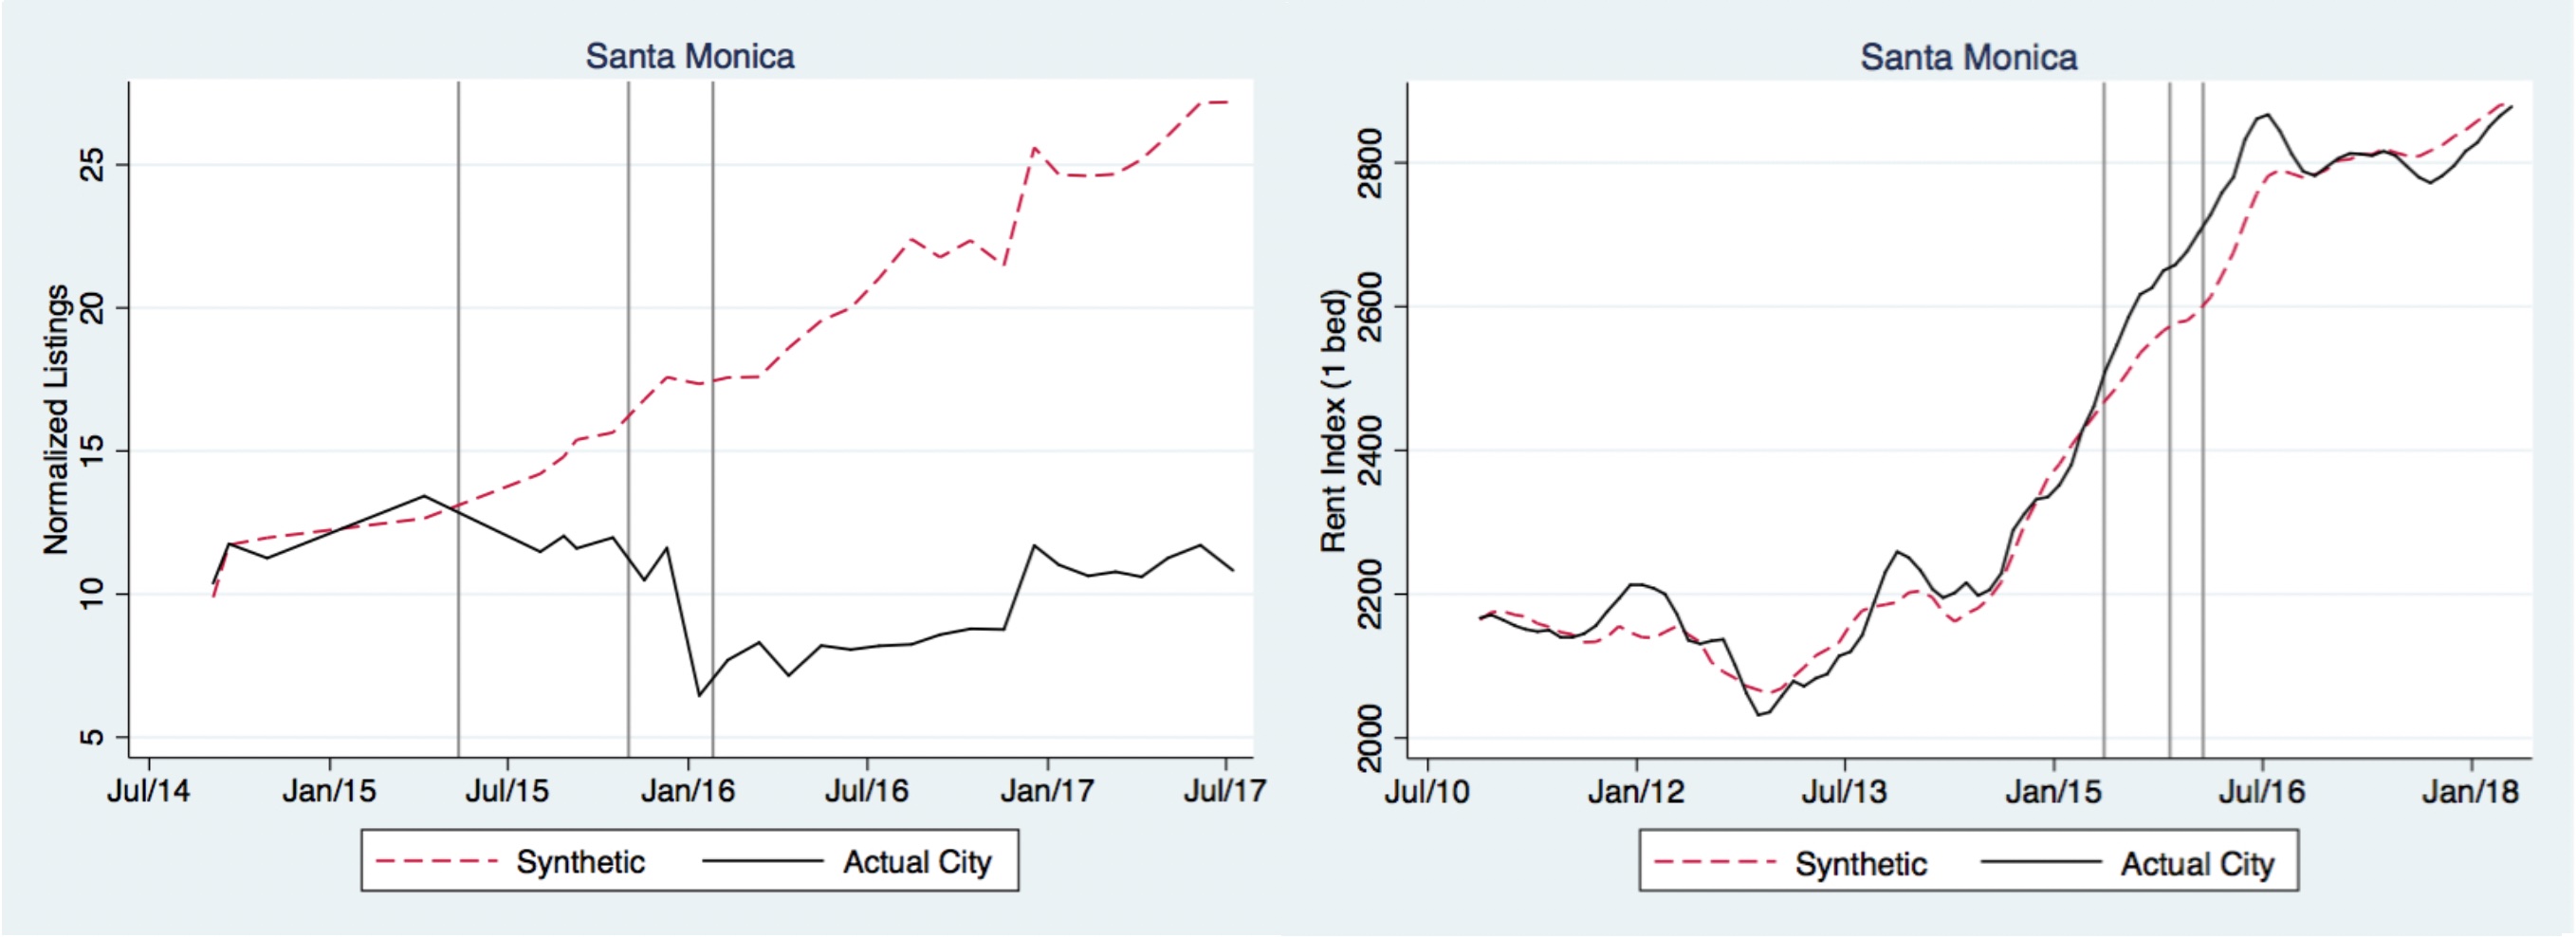 Santa Monica
Normalized Listings
25
20
15
10
5
Jul/14 Jan/15 Jul/15 Jan/16 Jul/16 Jan/17 Jul/17
Synthetic Actual City
Santa Monica
Rent Index (1 bed)
2800
2600
2400
2200
2000
Jul/10 Jan/12 Jul/13 Jan/15 Jul/16 Jan/18
Synthetic Actual City